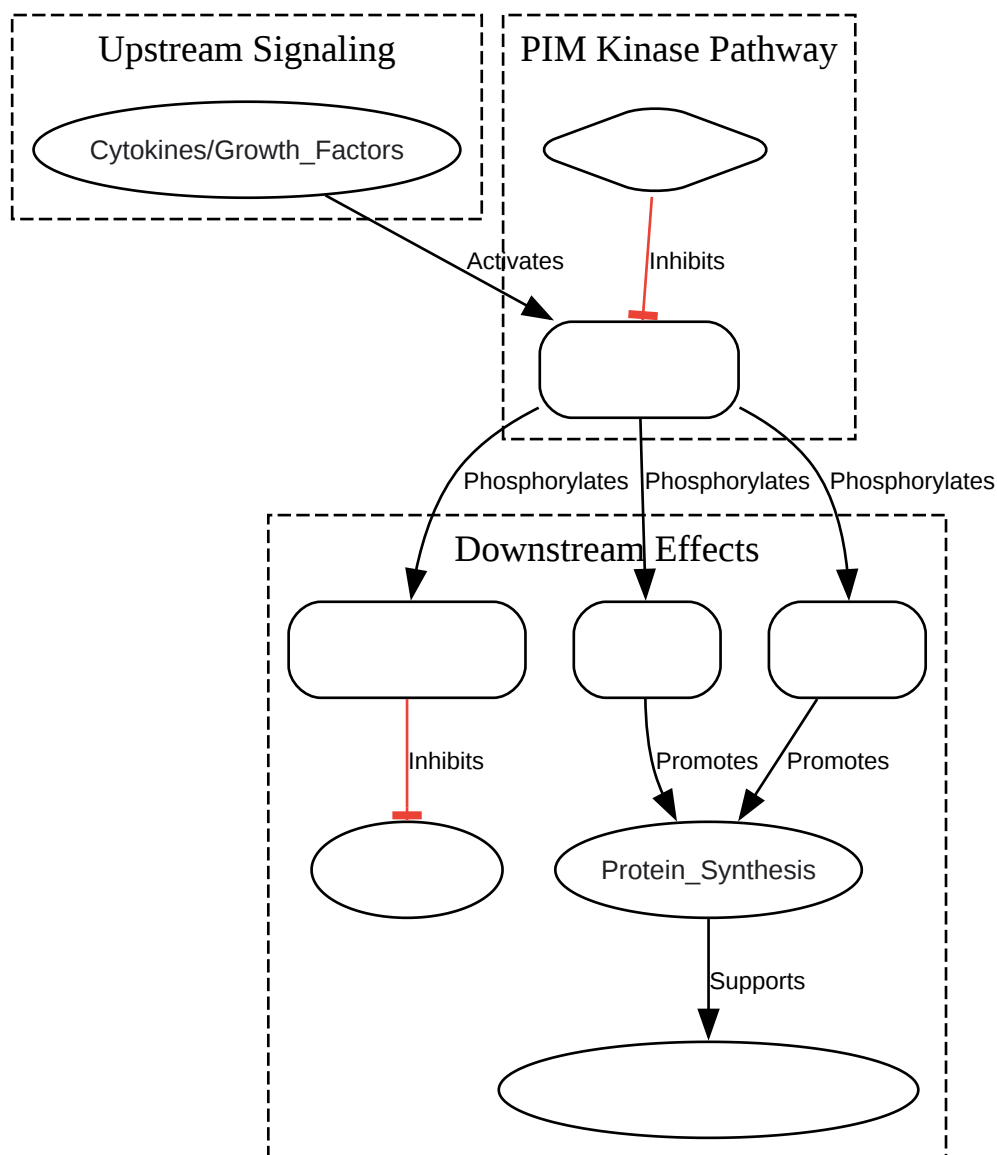 Upstream Signaling
PIM Kinase Pathway
Cytokines/Growth_Factors
Activates
Inhibits
Phosphorylates
Phosphorylates
Phosphorylates
Downstream Effects
Inhibits
Promotes
Promotes
Protein_Synthesis
Supports